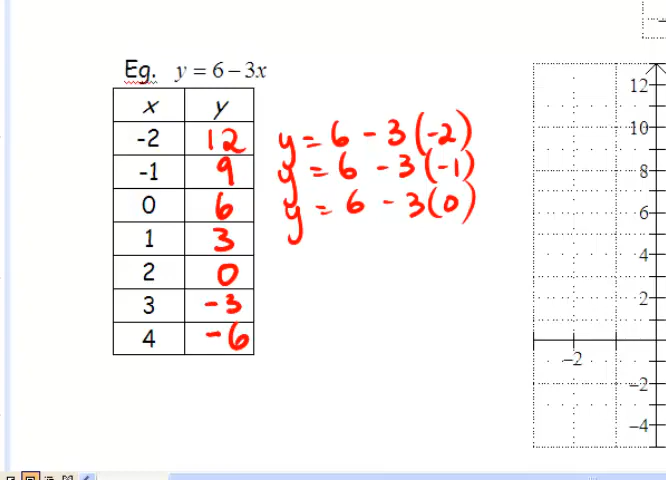 Eg. y = 6 – 3x
x y
-2 12 y = 6 - 3(-2)
-1 9 y = 6 - 3(-1)
0 6 y = 6 - 3(0)
1 3
2 0
3 -3
4 -6
12
10
8
6
4
2
–2
–2
–4